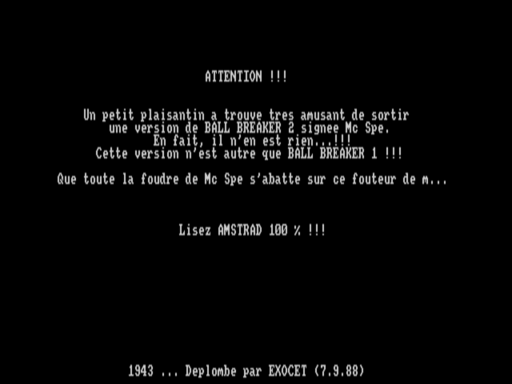 ATTENTION !!!
Un petit plaisantin a trouve tres amusant de sortir
une version de BALL BREAKER 2 signee Mc Spe.
En fait, il n'en est rien...!!!
Cette version n'est autre que BALL BREAKER 1 !!!
Que toute la foudre de Mc Spe s'abatte sur ce fouteur de m...
Lisez AMSTRAD 100 % !!!
1943 ... Deplombe par EXOCET (7.9.88)